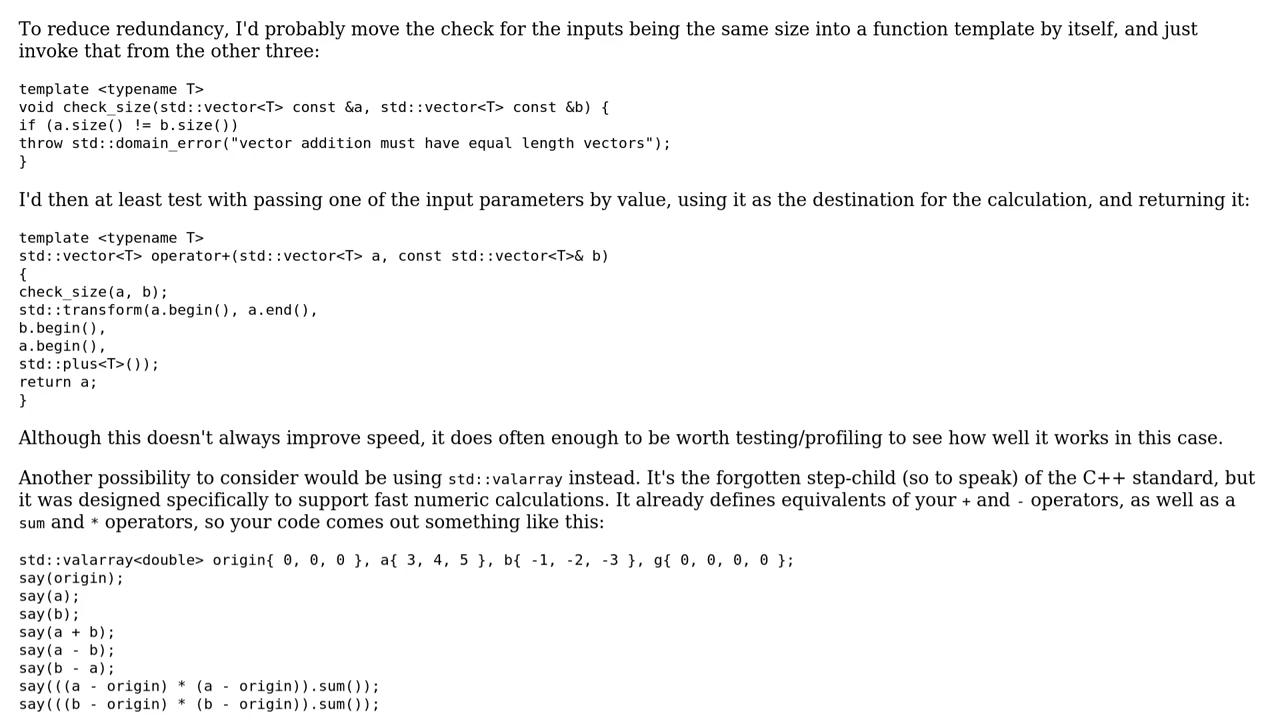 To reduce redundancy, I'd probably move the check for the inputs being the same size into a function template by itself, and just
invoke that from the other three:
template <typename T>
void check_size(std::vector<T> const &a, std::vector<T> const &b) {
if (a.size() != b.size())
throw std::domain_error("vector addition must have equal length vectors");
}
I'd then at least test with passing one of the input parameters by value, using it as the destination for the calculation, and returning it:
template <typename T>
std::vector<T> operator+(std::vector<T> a, const std::vector<T>& b)
{
check_size(a, b);
std::transform(a.begin(), a.end(),
b.begin(),
a.begin(),
std::plus<T>());
return a;
}
Although this doesn't always improve speed, it does often enough to be worth testing/profiling to see how well it works in this case.
Another possibility to consider would be using std::valarray instead. It's the forgotten step-child (so to speak) of the C++ standard, but
it was designed specifically to support fast numeric calculations. It already defines equivalents of your + and - operators, as well as a
sum and * operators, so your code comes out something like this:
std::valarray<double> origin{ 0, 0, 0 }, a{ 3, 4, 5 }, b{ -1, -2, -3 }, g{ 0, 0, 0, 0 };
say(origin);
say(a);
say(b);
say(a + b);
say(a - b);
say(b - a);
say(((a - origin) * (a - origin)).sum());
say(((b - origin) * (b - origin)).sum());